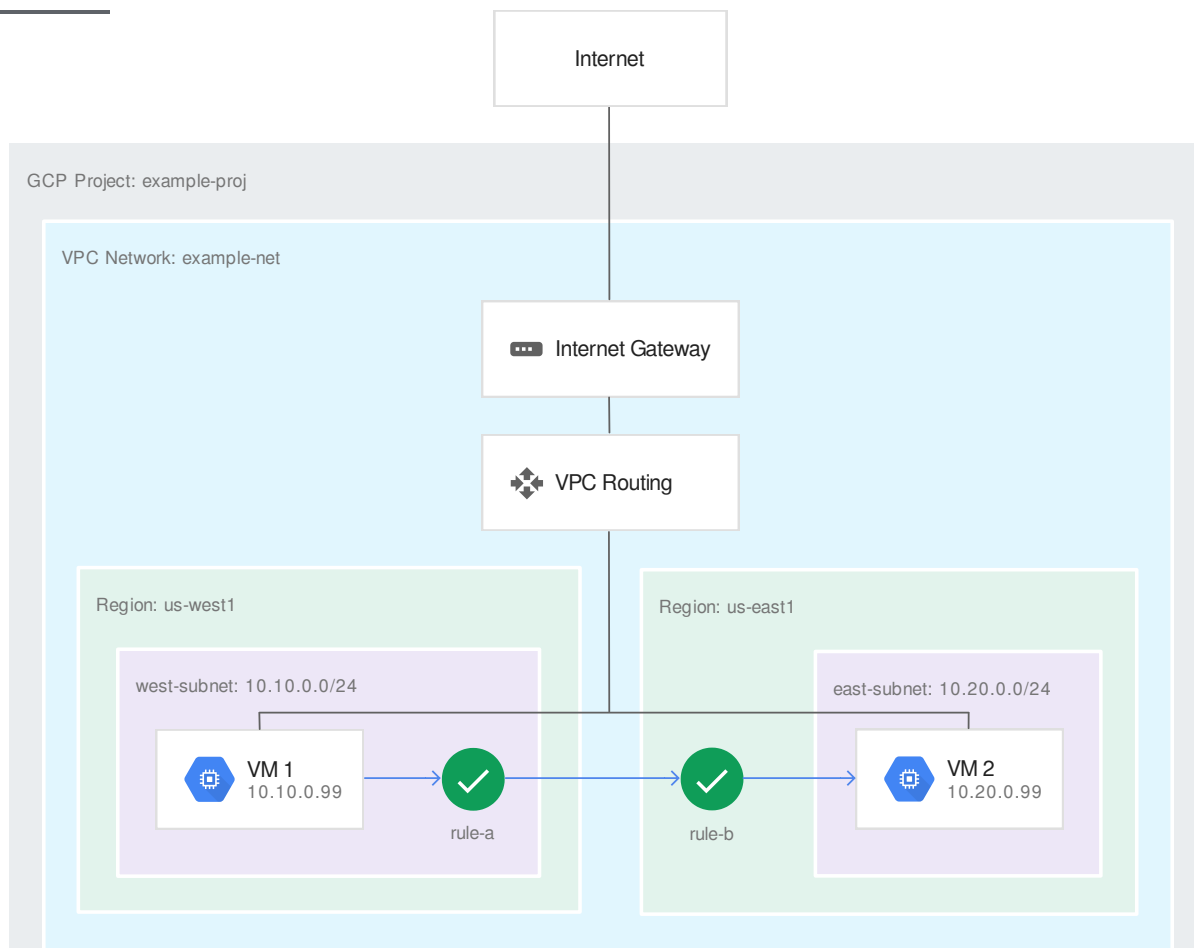 Internet
GCP Project: example-proj
VPC Network: example-net
Internet Gateway
VPC Routing
Region: us-west1
Region: us-east1
west-subnet: 10.10.0.0/24
east-subnet: 10.20.0.0/24
VM 1
10.10.0.99
VM 2
10.20.0.99
rule-a
rule-b